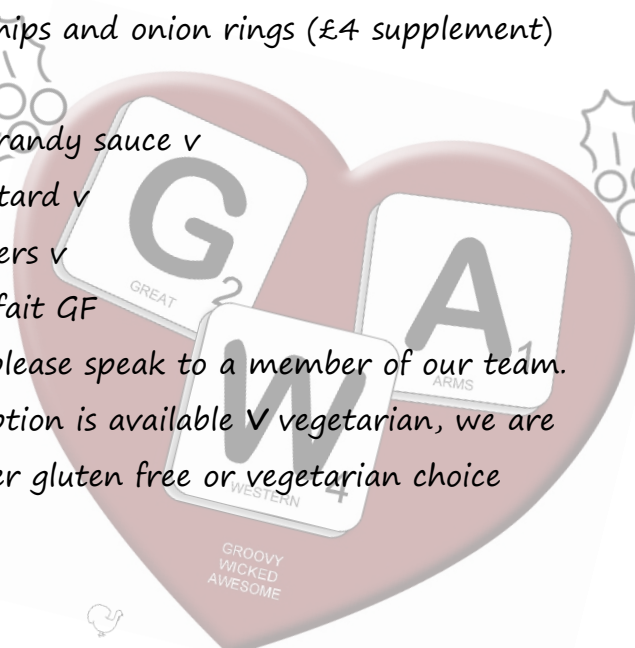 hips and onion rings (£4 supplement)
randy sauce v
tard v
ers v
fait GF
please speak to a member of our team.
ption is available V vegetarian, we are
er gluten free or vegetarian choice
G
GREAT
2
A
1
ARMS
W
WESTERN
4
GROOVY
WICKED
AWESOME